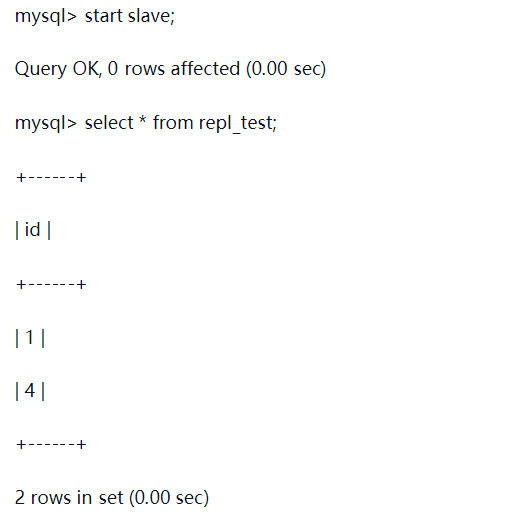 mysql> start slave;
Query OK, 0 rows affected (0.00 sec)
mysql> select * from repl_test;
+------+
| id |
+------+
| 1 |
| 4 |
+------+
2 rows in set (0.00 sec)